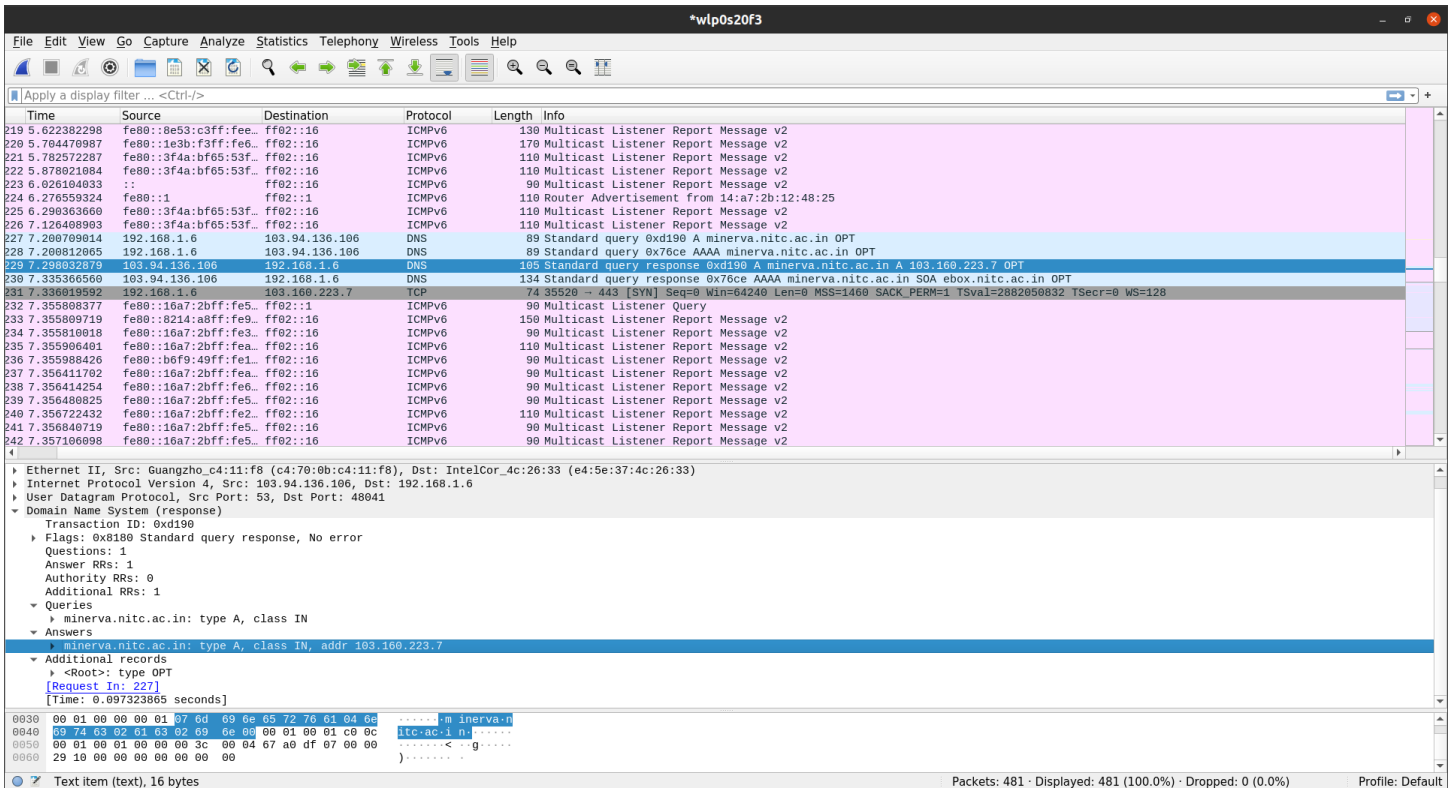 *wlp0s20f3
File Edit View Go Capture Analyze Statistics Telephony Wireless Tools Help
Apply a display filter ... <Ctrl-/>
Time Source Destination Protocol Length Info
219 5.622382298 fe80::8e53:c3ff:fee… ff02::16 ICMPv6 130 Multicast Listener Report Message v2
220 5.704470987 fe80::1e3b:f3ff:fe6… ff02::16 ICMPv6 170 Multicast Listener Report Message v2
221 5.782572287 fe80::3f4a:bf65:53f… ff02::16 ICMPv6 110 Multicast Listener Report Message v2
222 5.878021084 fe80::3f4a:bf65:53f… ff02::16 ICMPv6 110 Multicast Listener Report Message v2
223 6.026104033 :: ff02::16 ICMPv6 90 Multicast Listener Report Message v2
224 6.276559324 fe80::1 ff02::1 ICMPv6 110 Router Advertisement from 14:a7:2b:12:48:25
225 6.290363660 fe80::3f4a:bf65:53f… ff02::16 ICMPv6 110 Multicast Listener Report Message v2
226 7.126408903 fe80::3f4a:bf65:53f… ff02::16 ICMPv6 110 Multicast Listener Report Message v2
227 7.200709014 192.168.1.6 103.94.136.106 DNS 89 Standard query 0xd190 A minerva.nitc.ac.in OPT
228 7.200812065 192.168.1.6 103.94.136.106 DNS 89 Standard query 0x76ce AAAA minerva.nitc.ac.in OPT
229 7.298032879 103.94.136.106 192.168.1.6 DNS 105 Standard query response 0xd190 A minerva.nitc.ac.in A 103.160.223.7 OPT
230 7.335366560 103.94.136.106 192.168.1.6 DNS 134 Standard query response 0x76ce AAAA minerva.nitc.ac.in SOA ebox.nitc.ac.in OPT
231 7.336019592 192.168.1.6 103.160.223.7 TCP 74 35520 → 443 [SYN] Seq=0 Win=64240 Len=0 MSS=1460 SACK_PERM=1 TSval=2882050832 TSecr=0 WS=128
232 7.355808377 fe80::16a7:2bff:fe5… ff02::1 ICMPv6 90 Multicast Listener Query
233 7.355809719 fe80::8214:a8ff:fe9… ff02::16 ICMPv6 150 Multicast Listener Report Message v2
234 7.355810018 fe80::16a7:2bff:fe3… ff02::16 ICMPv6 90 Multicast Listener Report Message v2
235 7.355906401 fe80::16a7:2bff:fea… ff02::16 ICMPv6 110 Multicast Listener Report Message v2
236 7.355988426 fe80::b6f9:49ff:fe1… ff02::16 ICMPv6 90 Multicast Listener Report Message v2
237 7.356411702 fe80::16a7:2bff:fea… ff02::16 ICMPv6 90 Multicast Listener Report Message v2
238 7.356414254 fe80::16a7:2bff:fe6… ff02::16 ICMPv6 90 Multicast Listener Report Message v2
239 7.356480825 fe80::16a7:2bff:fe5… ff02::16 ICMPv6 90 Multicast Listener Report Message v2
240 7.356722432 fe80::16a7:2bff:fe2… ff02::16 ICMPv6 110 Multicast Listener Report Message v2
241 7.356840719 fe80::16a7:2bff:fe5… ff02::16 ICMPv6 90 Multicast Listener Report Message v2
242 7.357106098 fe80::16a7:2bff:fe5… ff02::16 ICMPv6 90 Multicast Listener Report Message v2
Ethernet II, Src: Guangzho_c4:11:f8 (c4:70:0b:c4:11:f8), Dst: IntelCor_4c:26:33 (e4:5e:37:4c:26:33)
Internet Protocol Version 4, Src: 103.94.136.106, Dst: 192.168.1.6
User Datagram Protocol, Src Port: 53, Dst Port: 48041
Domain Name System (response)
Transaction ID: 0xd190
Flags: 0x8180 Standard query response, No error
Questions: 1
Answer RRs: 1
Authority RRs: 0
Additional RRs: 1
Queries
minerva.nitc.ac.in: type A, class IN
Answers
minerva.nitc.ac.in: type A, class IN, addr 103.160.223.7
Additional records
<Root>: type OPT
[Request In: 227]
[Time: 0.097323865 seconds]
0030 00 01 00 00 00 01 07 6d 69 6e 65 72 76 61 04 6e ·······m inerva·n
0040 69 74 63 02 61 63 02 69 6e 00 00 01 00 01 c0 0c itc·ac·i n·······
0050 00 01 00 01 00 00 00 3c 00 04 67 a0 df 07 00 00 ·······< ··g·····
0060 29 10 00 00 00 00 00 00 00 )······· ·
Text item (text), 16 bytes Packets: 481 · Displayed: 481 (100.0%) · Dropped: 0 (0.0%) Profile: Default